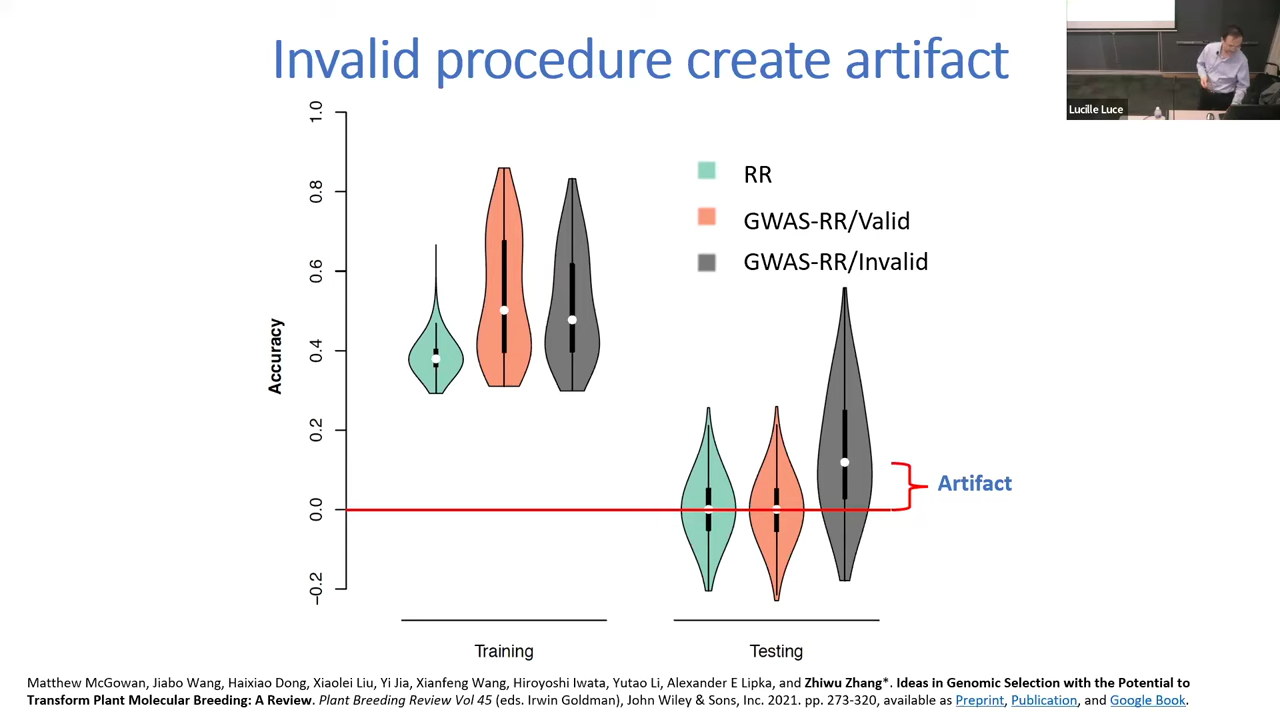 Invalid procedure create artifact
Lucille Luce
1.0
0.8
0.6
0.4
0.2
0.0
−0.2
Accuracy
RR
GWAS-RR/Valid
GWAS-RR/Invalid
Artifact
Training
Testing
Matthew McGowan, Jiabo Wang, Haixiao Dong, Xiaolei Liu, Yi Jia, Xianfeng Wang, Hiroyoshi Iwata, Yutao Li, Alexander E Lipka, and Zhiwu Zhang*. Ideas in Genomic Selection with the Potential to
Transform Plant Molecular Breeding: A Review. Plant Breeding Review Vol 45 (eds. Irwin Goldman), John Wiley & Sons, Inc. 2021. pp. 273-320, available as Preprint, Publication, and Google Book.